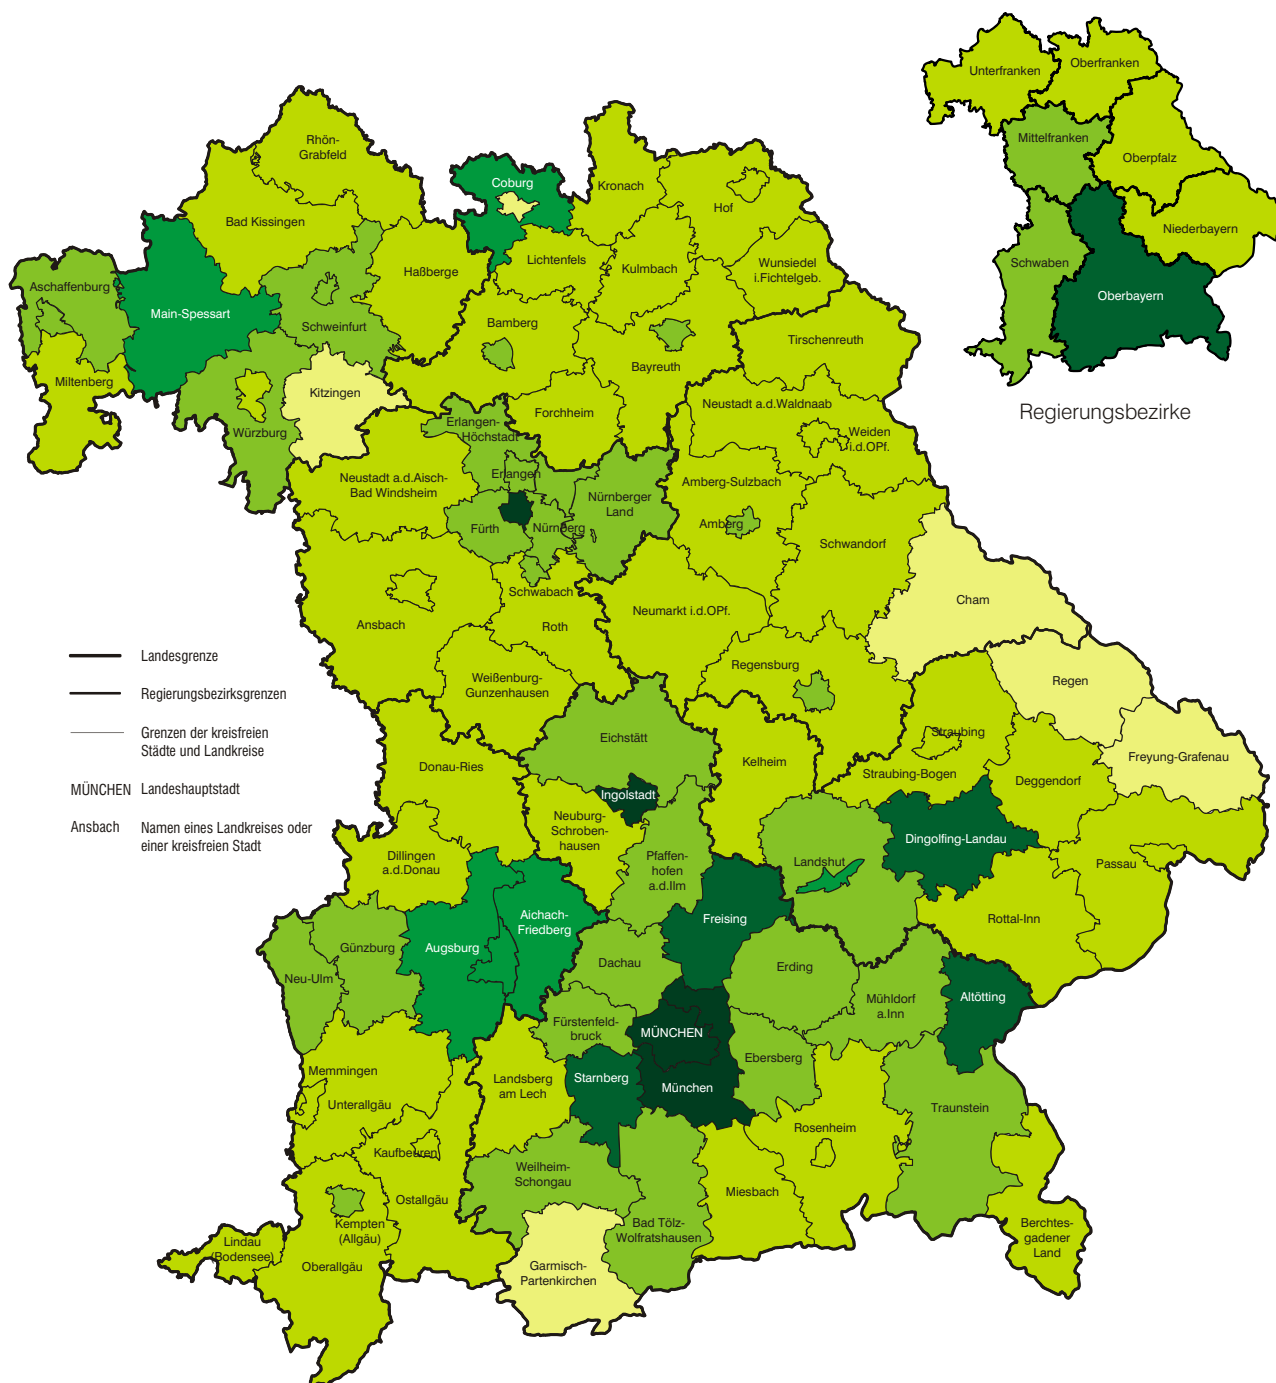 Unterfranken
Oberfranken
Mittelfranken
Oberpfalz
Niederbayern
Schwaben
Oberbayern
Regierungsbezirke
Rhön-
Grabfeld
Coburg
Kronach
Hof
Bad Kissingen
Lichtenfels
Kulmbach
Wunsiedel
i.Fichtelgeb.
Haßberge
Aschaffenburg
Main-Spessart
Schweinfurt
Bamberg
Tirschenreuth
Bayreuth
Miltenberg
Kitzingen
Würzburg
Forchheim
Neustadt a.d.Waldnaab
Erlangen-
Höchstadt
Weiden
i.d.OPf.
Neustadt a.d.Aisch-
Bad Windsheim
Erlangen
Nürnberger
Land
Amberg-Sulzbach
Fürth
Nürnberg
Amberg
Schwandorf
Cham
Schwabach
Ansbach
Roth
Neumarkt i.d.OPf.
Regensburg
Regen
Weißenburg-
Gunzenhausen
Landesgrenze
Regierungsbezirksgrenzen
Grenzen der kreisfreien
Städte und Landkreise
MÜNCHEN Landeshauptstadt
Ansbach Namen eines Landkreises oder
einer kreisfreien Stadt
Eichstätt
Straubing
Freyung-Grafenau
Donau-Ries
Kelheim
Straubing-Bogen
Deggendorf
Ingolstadt
Neuburg-
Schroben-
hausen
Dingolfing-Landau
Dillingen
a.d.Donau
Pfaffen-
hofen
a.d.Ilm
Landshut
Passau
Aichach-
Friedberg
Freising
Rottal-Inn
Günzburg
Augsburg
Neu-Ulm
Dachau
Erding
Mühldorf
a.Inn
Altötting
Fürstenfeld-
bruck
MÜNCHEN
Ebersberg
Memmingen
Landsberg
am Lech
Starnberg
München
Unterallgäu
Traunstein
Rosenheim
Kaufbeuren
Weilheim-
Schongau
Ostallgäu
Miesbach
Kempten
(Allgäu)
Bad Tölz-
Wolfratshausen
Berchtes-
gadener
Land
Lindau
(Bodensee)
Oberallgäu
Garmisch-
Partenkirchen